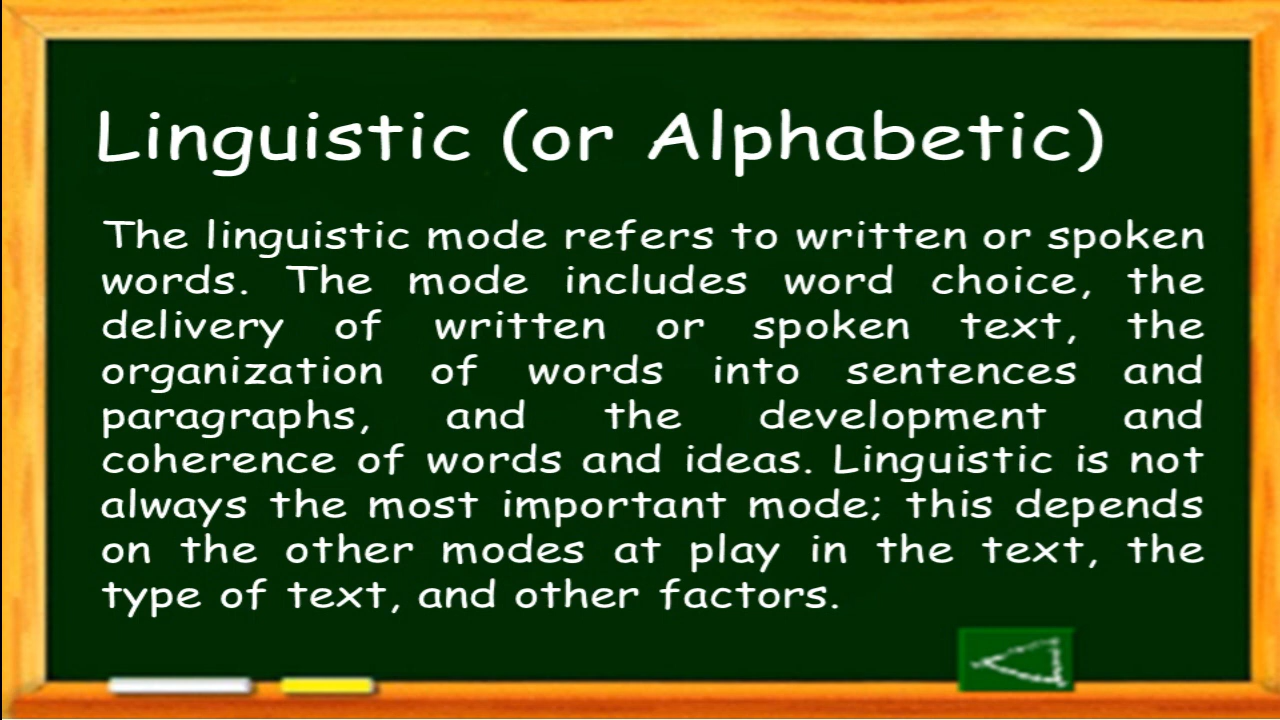 Linguistic (or Alphabetic)
The linguistic mode refers to written or spoken
words. The mode includes word choice, the
delivery of written or spoken text, the
organization of words into sentences and
paragraphs, and the development and
coherence of words and ideas. Linguistic is not
always the most important mode; this depends
on the other modes at play in the text, the
type of text, and other factors.